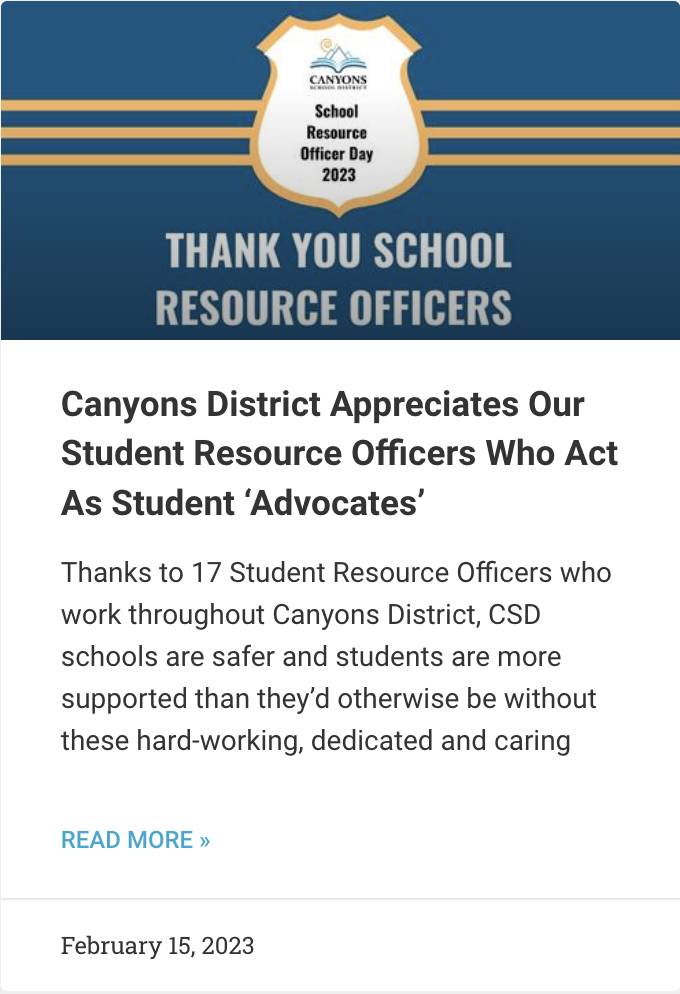 CANYONS
SCHOOL DISTRICT
School
Resource
Officer Day
2023
THANK YOU SCHOOL
RESOURCE OFFICERS
Canyons District Appreciates Our
Student Resource Officers Who Act
As Student ‘Advocates’
Thanks to 17 Student Resource Officers who
work throughout Canyons District, CSD
schools are safer and students are more
supported than they’d otherwise be without
these hard-working, dedicated and caring
READ MORE »
February 15, 2023